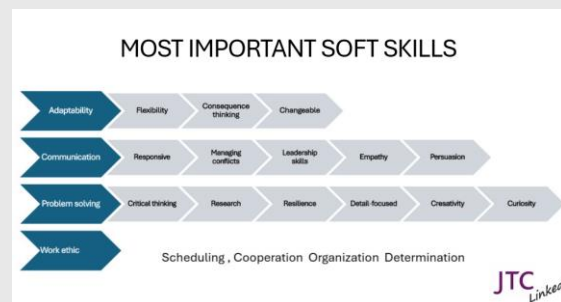 MOST IMPORTANT SOFT SKILLS
Adaptability Flexibility Consequence thinking Changeable
Communication Responsive Managing conflicts Leadership skills Empathy Persuasion
Problem solving Critical thinking Research Resilience Detail-focused Cresativity Curiosity
Work ethic Scheduling , Cooperation Organization Determination
JTC